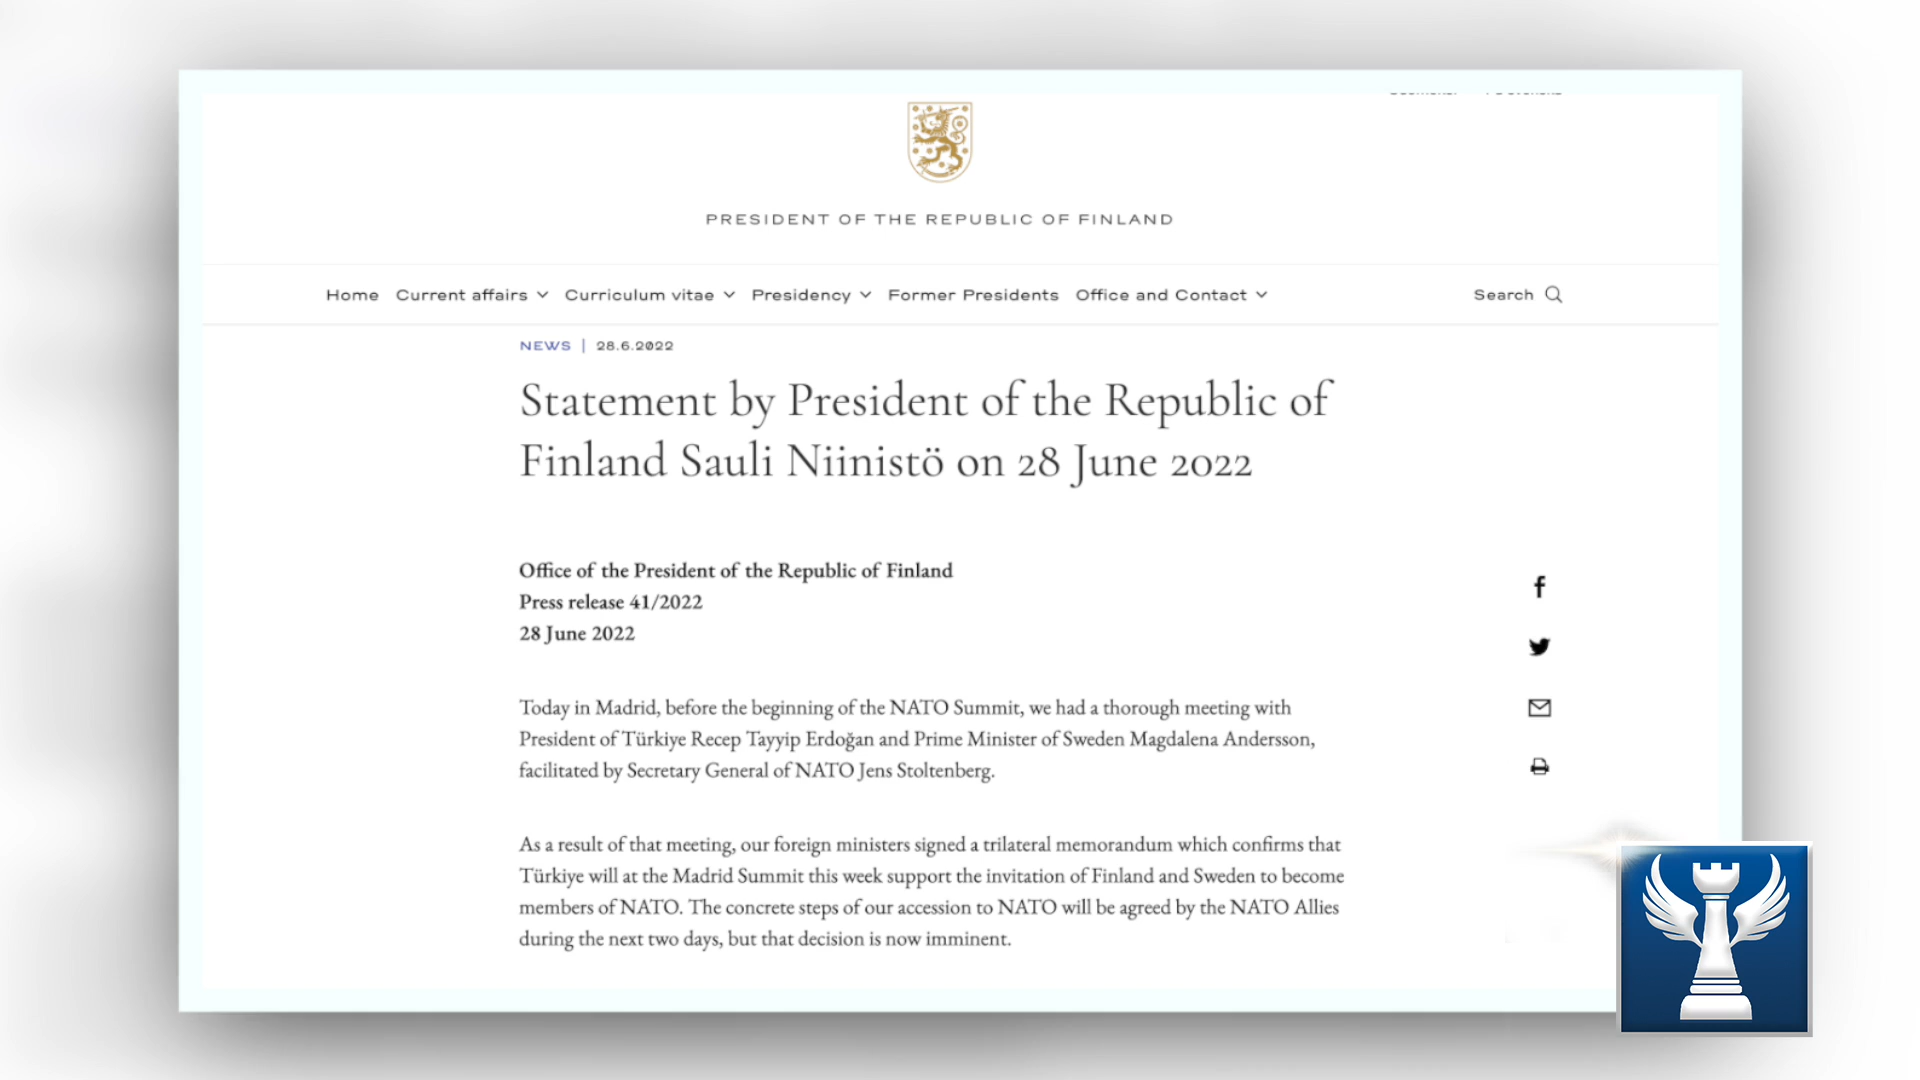 PRESIDENT OF THE REPUBLIC OF FINLAND
Home Current affairs Curriculum vitae Presidency Former Presidents Office and Contact Search
NEWS | 28.6.2022
Statement by President of the Republic of
Finland Sauli Niinistö on 28 June 2022
Office of the President of the Republic of Finland
Press release 41/2022
28 June 2022
Today in Madrid, before the beginning of the NATO Summit, we had a thorough meeting with
President of Türkiye Recep Tayyip Erdoğan and Prime Minister of Sweden Magdalena Andersson,
facilitated by Secretary General of NATO Jens Stoltenberg.
As a result of that meeting, our foreign ministers signed a trilateral memorandum which confirms that
Türkiye will at the Madrid Summit this week support the invitation of Finland and Sweden to become
members of NATO. The concrete steps of our accession to NATO will be agreed by the NATO Allies
during the next two days, but that decision is now imminent.